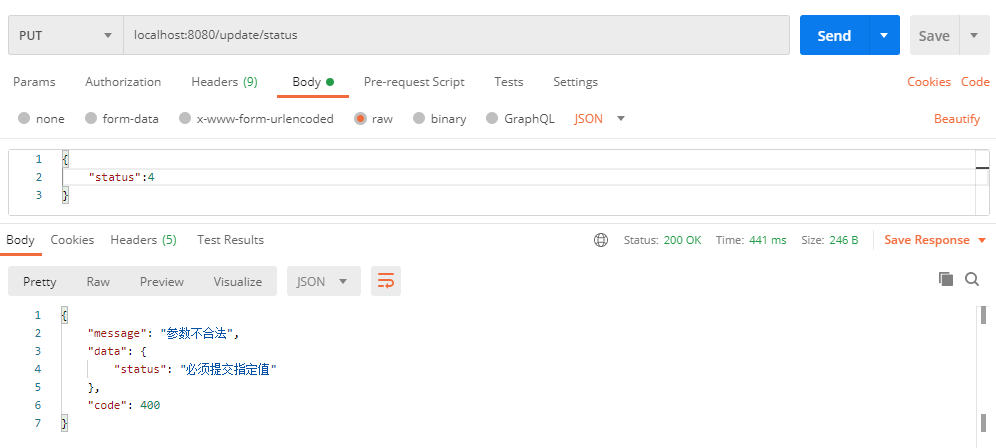 PUT localhost:8080/update/status Send Save
Params Authorization Headers (9) Body Pre-request Script Tests Settings Cookies Code
none form-data x-www-form-urlencoded raw binary GraphQL JSON Beautify
1 {
2 "status":4
3 }
Body Cookies Headers (5) Test Results Status: 200 OK Time: 441 ms Size: 246 B Save Response
Pretty Raw Preview Visualize JSON
1 {
2 "message": "参数不合法",
3 "data": {
4 "status": "必须提交指定值"
5 },
6 "code": 400
7 }